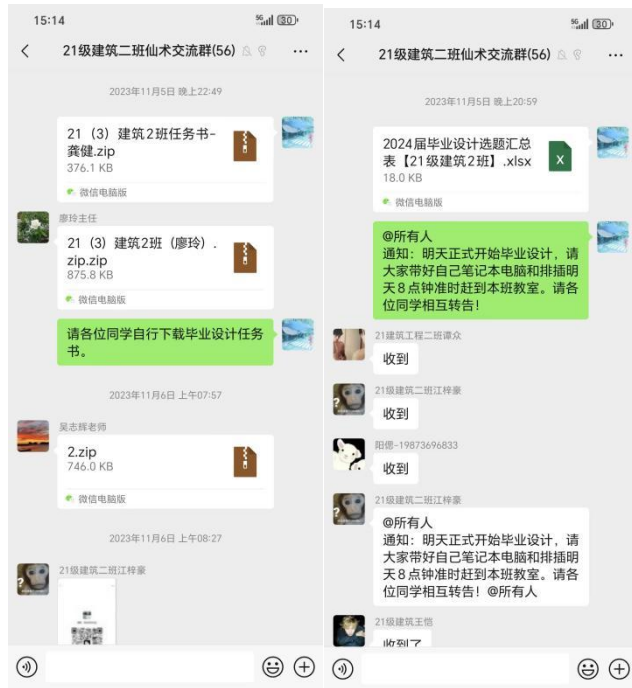 15:14
5G 30
21级建筑二班仙术交流群(56)
2023年11月5日 晚上22:49
21（3）建筑2班任务书-
龚健.zip
376.1 KB
微信电脑版
廖玲主任
21（3）建筑2班（廖玲）.
zip.zip
875.8 KB
微信电脑版
请各位同学自行下载毕业设计任务
书。
2023年11月6日 上午07:57
吴志辉老师
2.zip
746.0 KB
微信电脑版
2023年11月6日 上午08:27
21级建筑二班江梓豪
15:14
5G 30
21级建筑二班仙术交流群(56)
2023年11月5日 晚上20:59
2024届毕业设计选题汇总
表【21级建筑2班】.xlsx
18.0 KB
微信电脑版
@所有人
通知：明天正式开始毕业设计，请
大家带好自己笔记本电脑和排插明
天8点钟准时赶到本班教室。请各
位同学相互转告！
21建筑工程二班谭众
收到
21级建筑二班江梓豪
收到
阳偲-19873696833
收到
21级建筑二班江梓豪
@所有人
通知：明天正式开始毕业设计，请
大家带好自己笔记本电脑和排插明
天8点钟准时赶到本班教室。请各
位同学相互转告！@所有人
21级建筑王恺
收到了